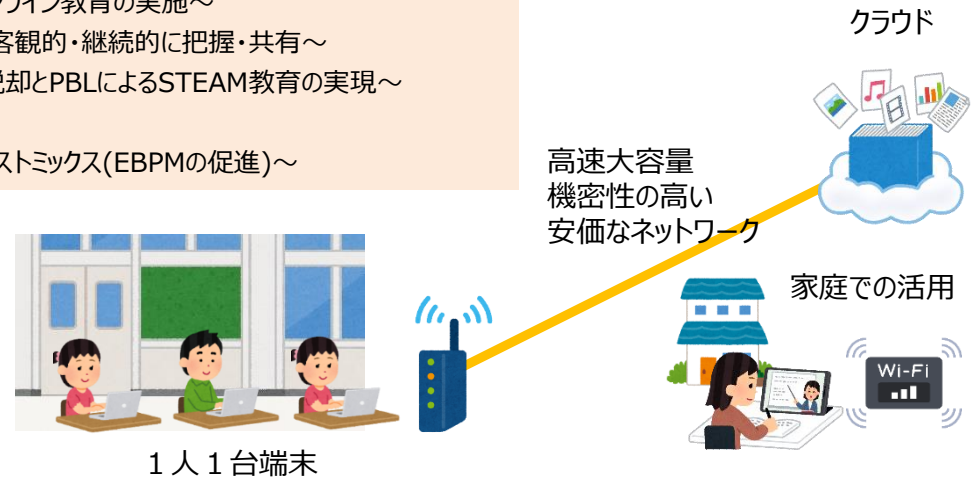 ライン教育の実施～
客観的・継続的に把握・共有～
脱却とPBLによるSTEAM教育の実現～
ストミックス(EBPMの促進)～
クラウド
高速大容量
機密性の高い
安価なネットワーク
家庭での活用
Wi-Fi
１人１台端末